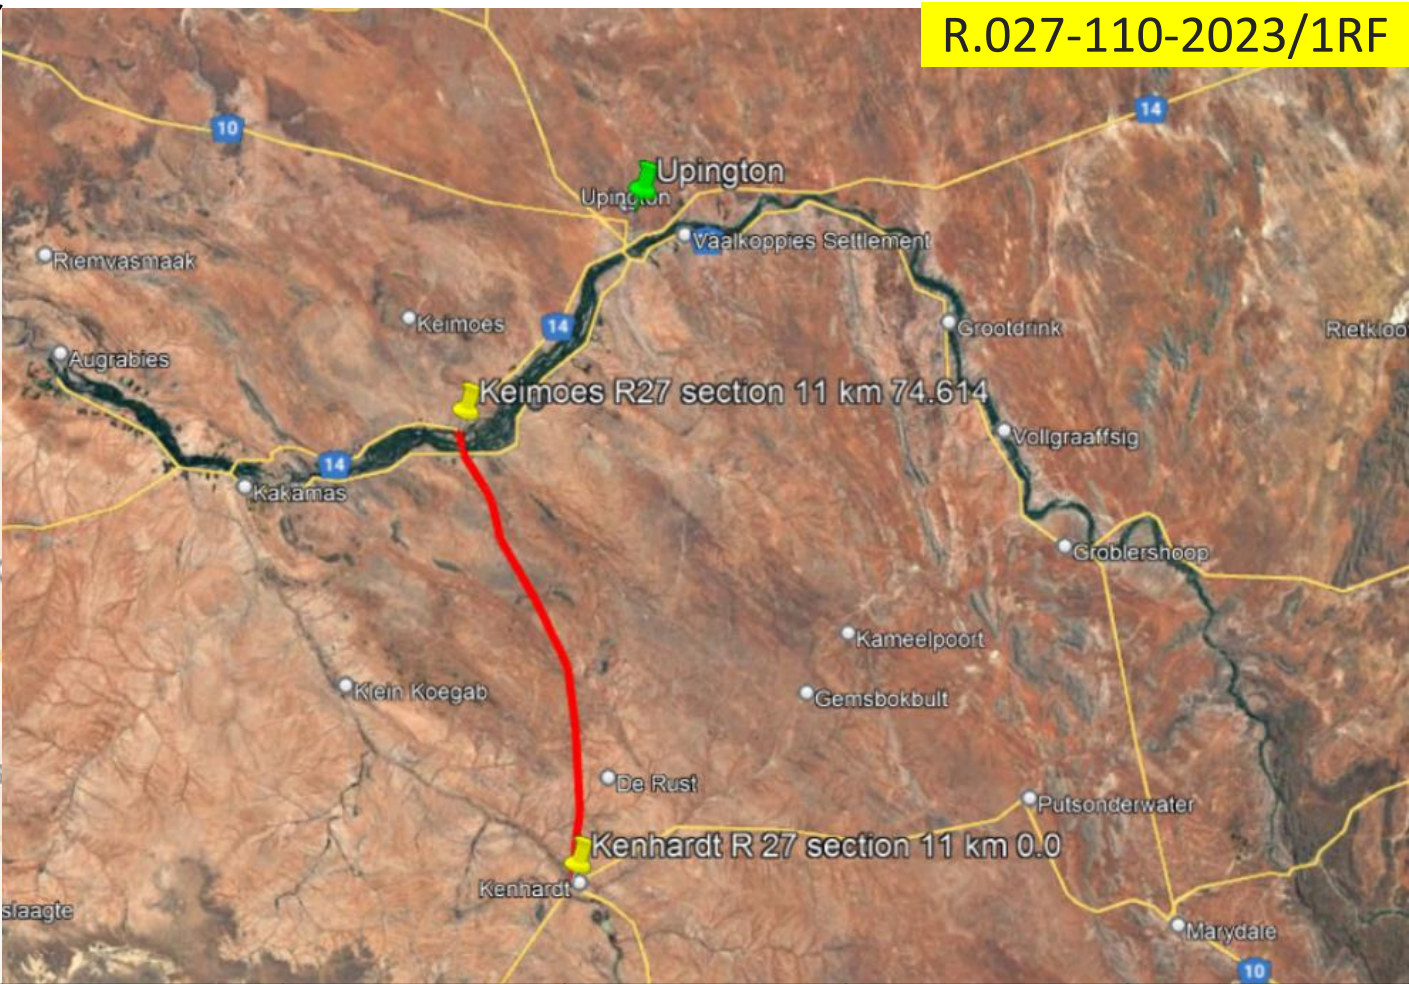 R.027-110-2023/1RF
14
10
Upington
Upington
Vaalkoppies Settlement
Riemvasmaak
Keimoes
14
Grootdrink
Rietkloo
Augrabies
Keimoes R27 section 11 km 74.614
Vollgraaffsig
14
Kakamas
Groblershoop
Kameelpoort
Klein Koegab
Gemsbokbult
De Rust
Putsonderwater
Kenhardt R 27 section 11 km 0.0
Kenhardt
slaagte
Marydale
10